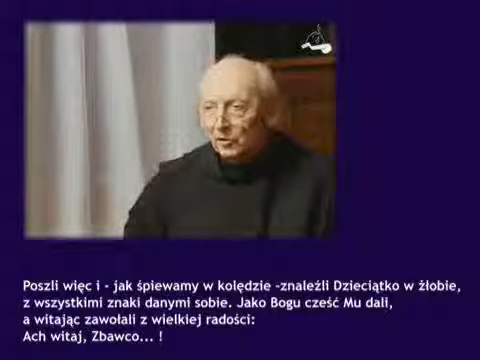 Poszli więc i - jak śpiewamy w kolędzie -znaleźli Dzieciątko w żłobie,
z wszystkimi znaki danymi sobie. Jako Bogu cześć Mu dali,
a witając zawołali z wielkiej radości:
Ach witaj, Zbawco... !